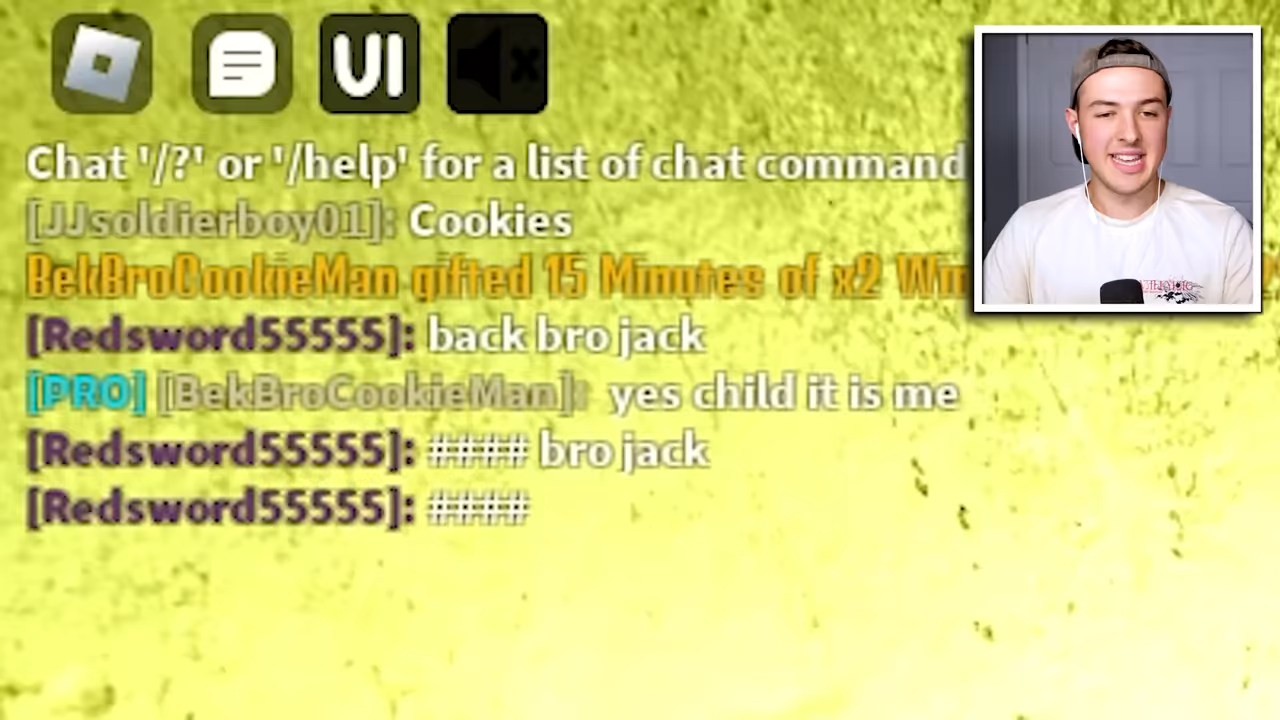 UI
Chat '/?' or '/help' for a list of chat command
[JJsoldierboy01]: Cookies
BekBroCookieMan gifted 15 Minutes of x2 Win
[Redsword55555]: back bro jack
[PRO] [BekBroCookieMan]: yes child it is me
[Redsword55555]: #### bro jack
[Redsword55555]: ####